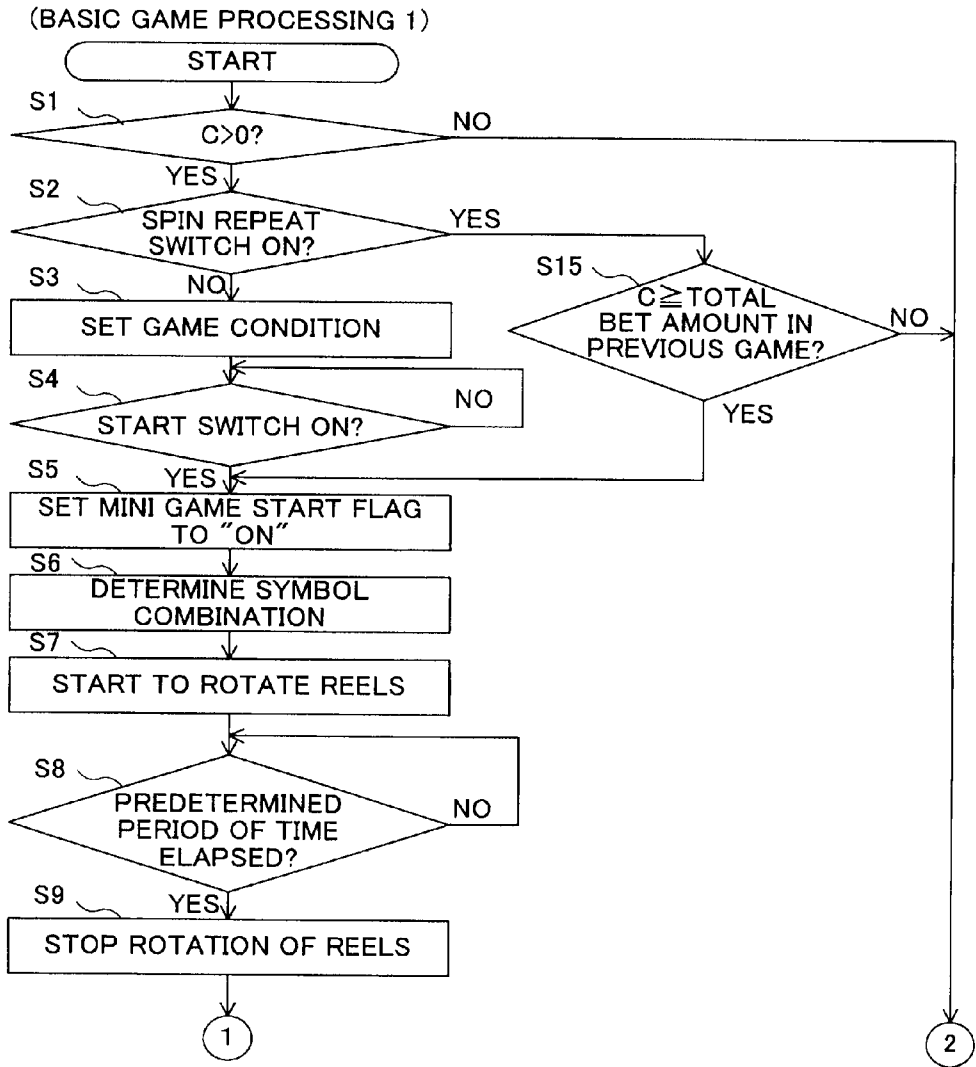 (BASIC GAME PROCESSING 1)
START
S1
C>0?
NO
YES
S2
SPIN REPEAT
SWITCH ON?
YES
NO
S15
C≧TOTAL
BET AMOUNT IN
PREVIOUS GAME?
NO
YES
S3
SET GAME CONDITION
S4
START SWITCH ON?
NO
YES
S5
SET MINI GAME START FLAG
TO "ON"
S6
DETERMINE SYMBOL
COMBINATION
S7
START TO ROTATE REELS
S8
PREDETERMINED
PERIOD OF TIME
ELAPSED?
NO
YES
S9
STOP ROTATION OF REELS
1
2